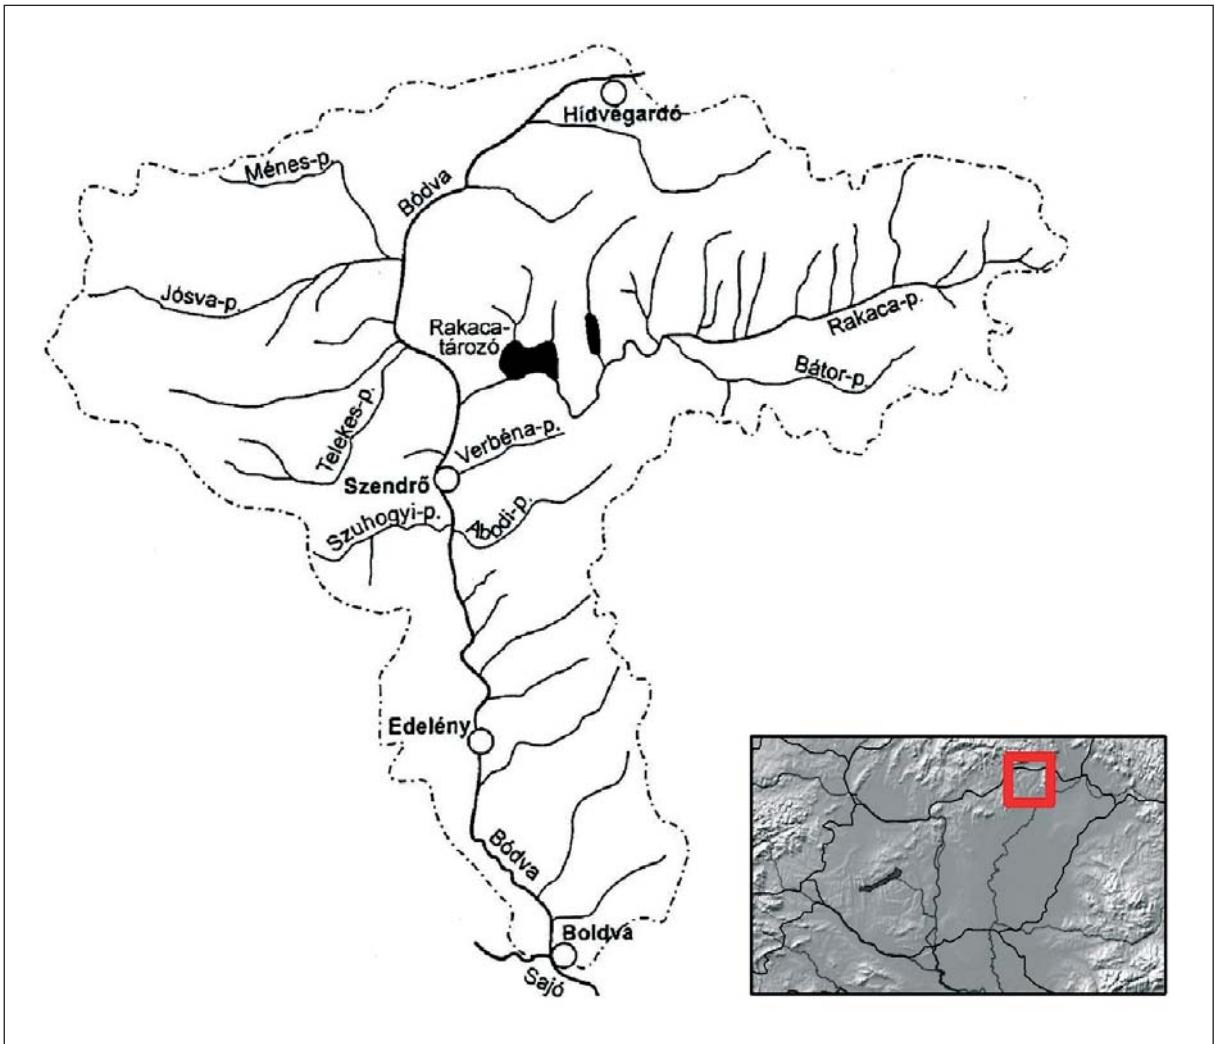 Hídvégardó
Ménes-p.
Bódva
Jósva-p.
Rakaca-
tározó
Rakaca-p.
Bátor-p.
Telekes-p.
Verbéna-p.
Szendrő
Szuhogyi-p.
Abodi-p.
Edelény
Bódva
Boldva
Sajó